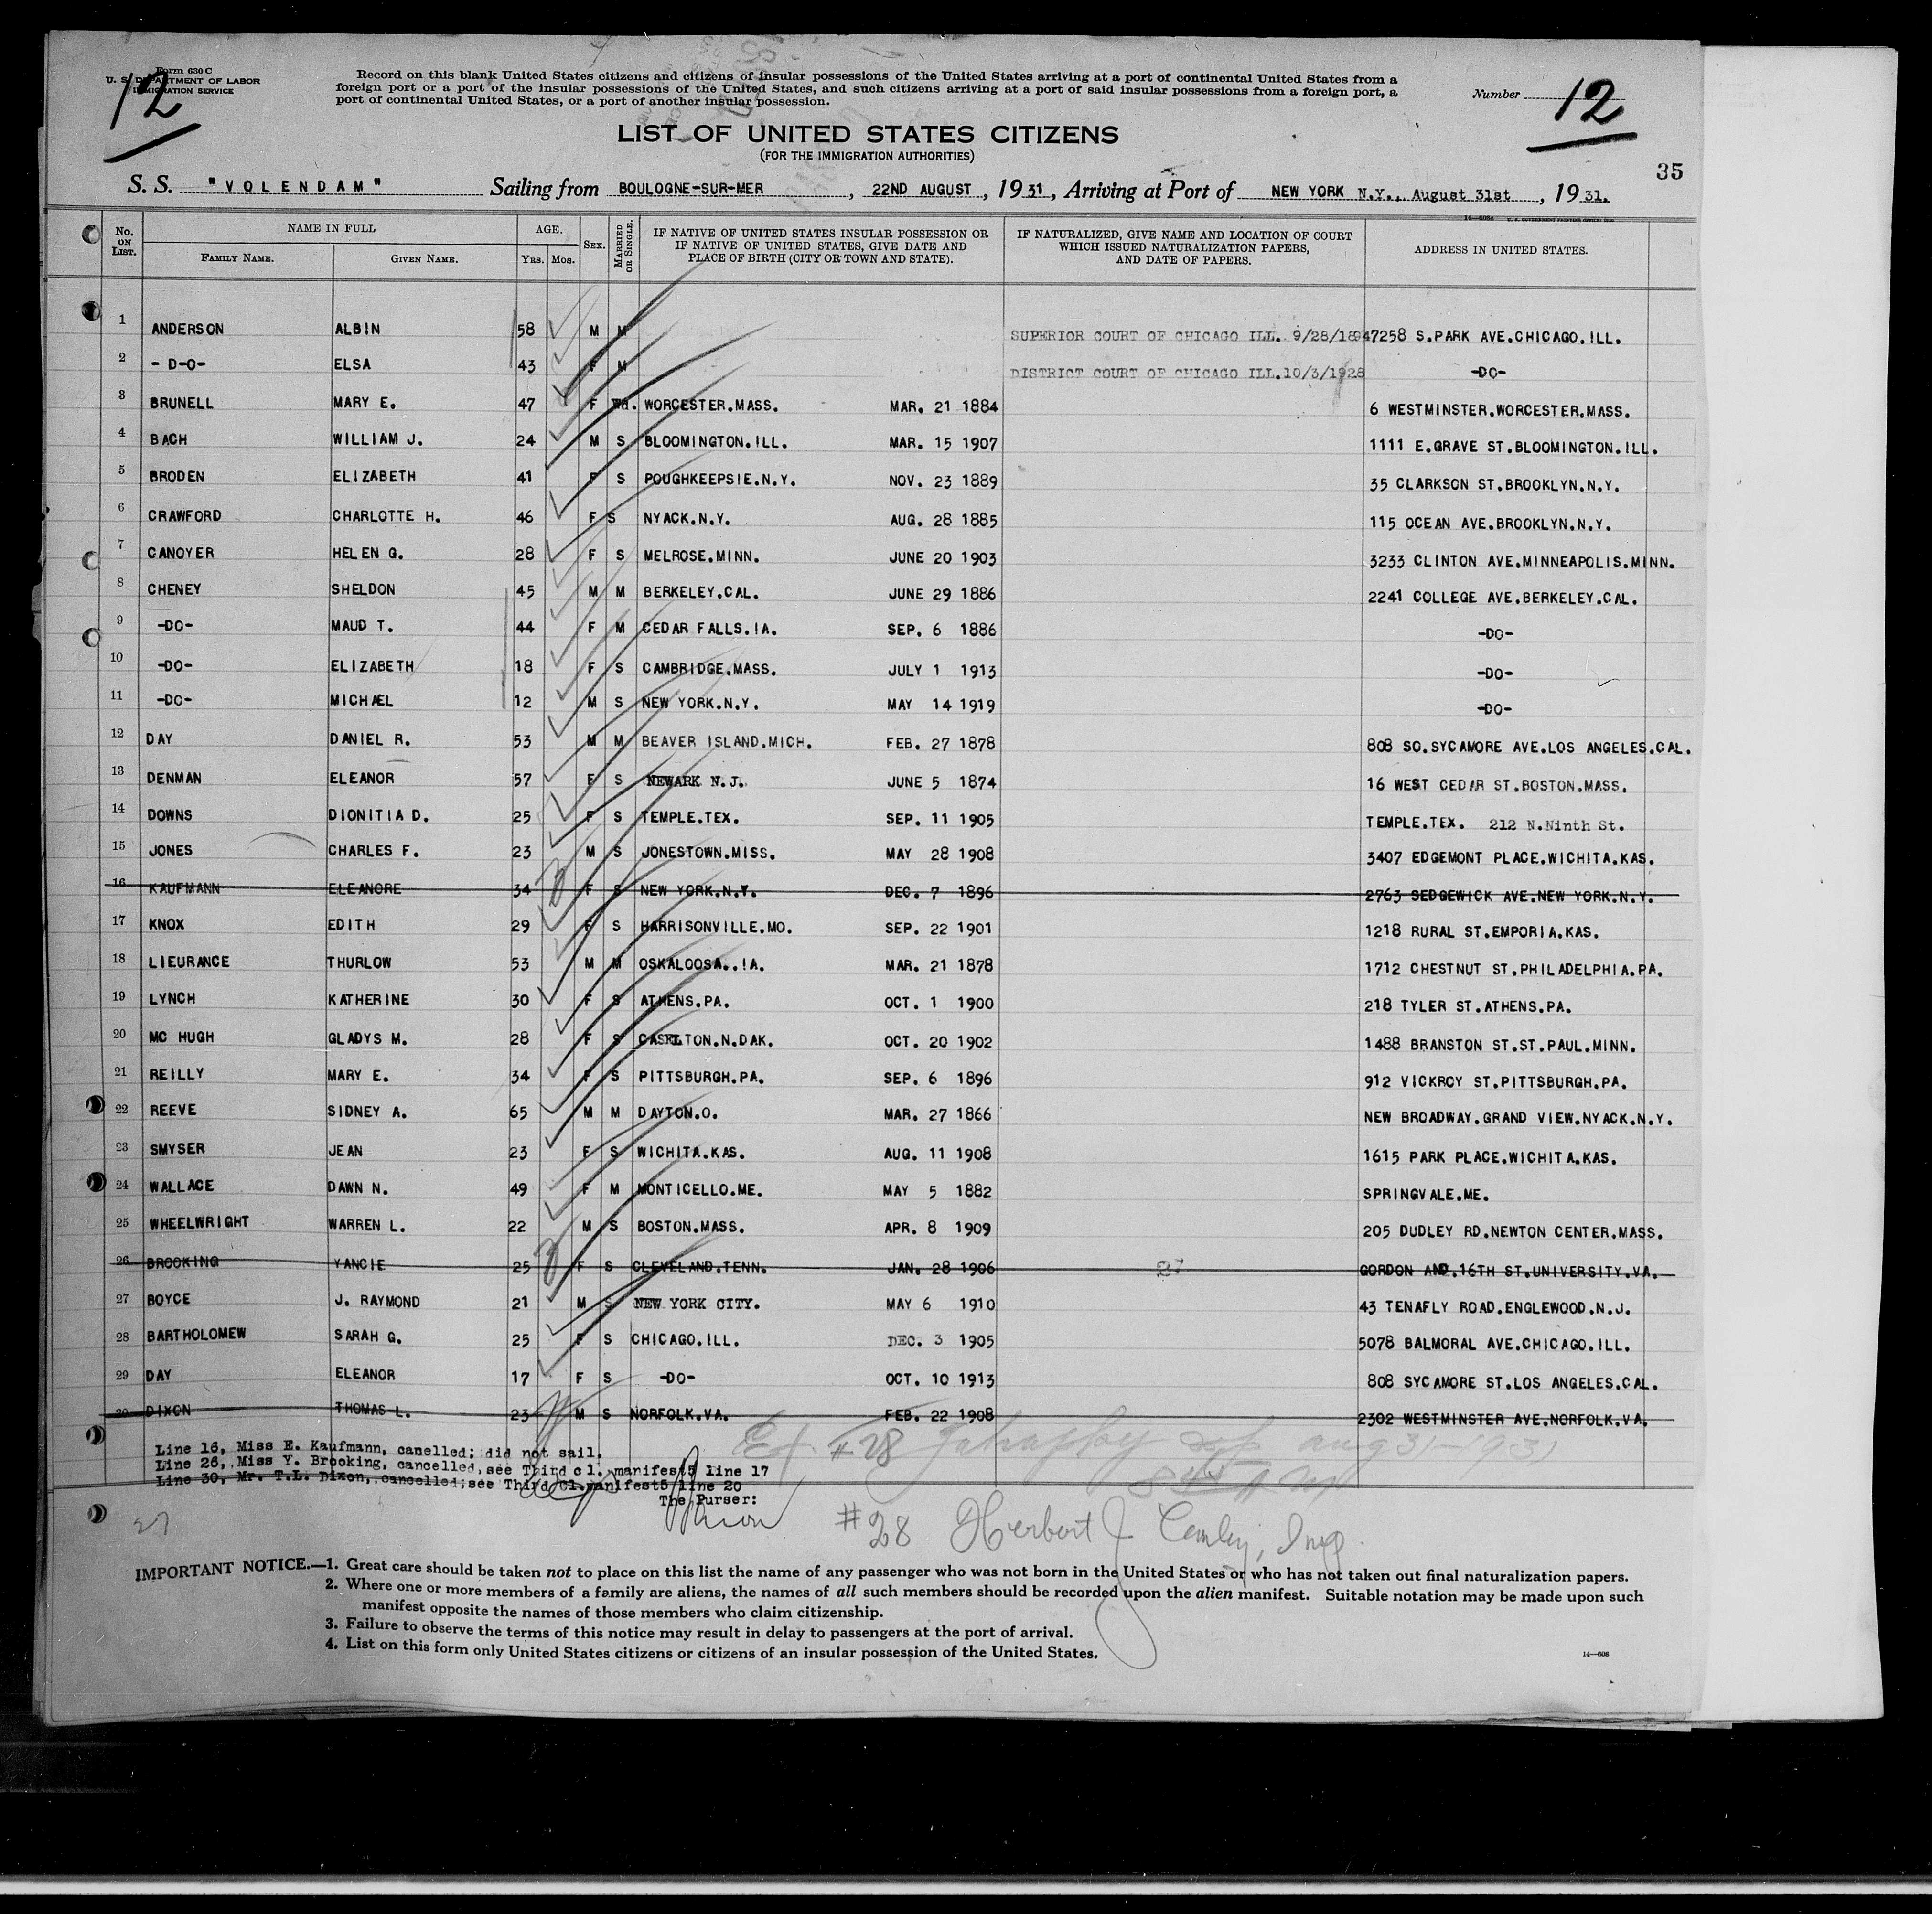 Form 630 C
U. S. DEPARTMENT OF LABOR
IMMIGRATION SERVICE
12
Record on this blank United States citizens and citizens of insular possessions of the United States arriving at a port of continental United States from a
foreign port or a port of the insular possessions of the United States, and such citizens arriving at a port of said insular possessions from a foreign port, a
port of continental United States, or a port of another insular possession.
Number 12
LIST OF UNITED STATES CITIZENS
(FOR THE IMMIGRATION AUTHORITIES)
35
S. S. "VOLENDAM" Sailing from BOULOGNE-SUR-MER, 22ND AUGUST, 1931, Arriving at Port of NEW YORK N.Y., August 31st, 1931.
No. ON LIST. NAME IN FULL AGE. SEX. MARRIED OR SINGLE. IF NATIVE OF UNITED STATES INSULAR POSSESSION OR IF NATIVE OF UNITED STATES, GIVE DATE AND PLACE OF BIRTH (CITY OR TOWN AND STATE). IF NATURALIZED, GIVE NAME AND LOCATION OF COURT WHICH ISSUED NATURALIZATION PAPERS, AND DATE OF PAPERS. ADDRESS IN UNITED STATES.
FAMILY NAME. GIVEN NAME. YRS. MOS.
1 ANDERSON ALBIN 58 M M SUPERIOR COURT OF CHICAGO ILL. 9/28/1894 7258 S.PARK AVE.CHICAGO.ILL.
2 -DO- ELSA 43 F M DISTRICT COURT OF CHICAGO ILL.10/3/1928 -DO-
3 BRUNELL MARY E. 47 F Wd. WORCESTER.MASS. MAR. 21 1884 6 WESTMINSTER.WORCESTER.MASS.
4 BACH WILLIAM J. 24 M S BLOOMINGTON.ILL. MAR. 15 1907 1111 E.GRAVE ST.BLOOMINGTON.ILL.
5 BRODEN ELIZABETH 41 F S POUGHKEEPSIE.N.Y. NOV. 23 1889 35 CLARKSON ST.BROOKLYN.N.Y.
6 CRAWFORD CHARLOTTE H. 46 F S NYACK.N.Y. AUG. 28 1885 115 OCEAN AVE.BROOKLYN.N.Y.
7 CANOYER HELEN G. 28 F S MELROSE.MINN. JUNE 20 1903 3233 CLINTON AVE.MINNEAPOLIS.MINN.
8 CHENEY SHELDON 45 M M BERKELEY.CAL. JUNE 29 1886 2241 COLLEGE AVE.BERKELEY.CAL.
9 -DO- MAUD T. 44 F M CEDAR FALLS.IA. SEP. 6 1886 -DO-
10 -DO- ELIZABETH 18 F S CAMBRIDGE.MASS. JULY 1 1913 -DO-
11 -DO- MICHAEL 12 M S NEW YORK.N.Y. MAY 14 1919 -DO-
12 DAY DANIEL R. 53 M M BEAVER ISLAND.MICH. FEB. 27 1878 808 SO.SYCAMORE AVE.LOS ANGELES.CAL.
13 DENMAN ELEANOR 57 F S NEWARK N.J. JUNE 5 1874 16 WEST CEDAR ST.BOSTON.MASS.
14 DOWNS DIONITIA D. 25 F S TEMPLE.TEX. SEP. 11 1905 TEMPLE.TEX. 212 N.Ninth St.
15 JONES CHARLES F. 23 M S JONESTOWN.MISS. MAY 28 1908 3407 EDGEMONT PLACE.WICHITA.KAS.
16 KAUFMANN ELEANORE 34 F S NEW YORK.N.Y. DEC. 7 1896 2763 SEDGEWICK AVE.NEW YORK.N.Y.
17 KNOX EDITH 29 F S HARRISONVILLE.MO. SEP. 22 1901 1218 RURAL ST.EMPORIA.KAS.
18 LIEURANCE THURLOW 53 M M OSKALOOSA..IA. MAR. 21 1878 1712 CHESTNUT ST.PHILADELPHIA.PA.
19 LYNCH KATHERINE 30 F S ATHENS.PA. OCT. 1 1900 218 TYLER ST.ATHENS.PA.
20 MC HUGH GLADYS M. 28 F S CASELTON.N.DAK. OCT. 20 1902 1488 BRANSTON ST.ST.PAUL.MINN.
21 REILLY MARY E. 34 F S PITTSBURGH.PA. SEP. 6 1896 912 VICKROY ST.PITTSBURGH.PA.
22 REEVE SIDNEY A. 65 M M DAYTON.O. MAR. 27 1866 NEW BROADWAY.GRAND VIEW.NYACK.N.Y.
23 SMYSER JEAN 23 F S WICHITA.KAS. AUG. 11 1908 1615 PARK PLACE.WICHITA.KAS.
24 WALLACE DAWN N. 49 F M MONTICELLO.ME. MAY 5 1882 SPRINGVALE.ME.
25 WHEELWRIGHT WARREN L. 22 M S BOSTON.MASS. APR. 8 1909 205 DUDLEY RD.NEWTON CENTER.MASS.
26 BROOKING YANCIE 25 F S CLEVELAND.TENN. JAN. 28 1906 GORDON AND.16TH ST.UNIVERSITY.VA.
27 BOYCE J. RAYMOND 21 M S NEW YORK CITY. MAY 6 1910 43 TENAFLY ROAD.ENGLEWOOD.N.J.
28 BARTHOLOMEW SARAH G. 25 F S CHICAGO.ILL. DEC. 3 1905 5078 BALMORAL AVE.CHICAGO.ILL.
29 DAY ELEANOR 17 F S -DO- OCT. 10 1913 808 SYCAMORE ST.LOS ANGELES.CAL.
30 DIXON THOMAS L. 23 M S NORFOLK.VA. FEB. 22 1908 2302 WESTMINSTER AVE.NORFOLK.VA.
Line 16, Miss E. Kaufmann, canelled; did not sail.
Line 26,, Miss Y. Brooking, cancelled, see Third cl. manifest5 line 17
Line 30, Mr. T.L. Dixon,,cancelled;see Third Cl.manifest5 line 20
The Purser:
#28 aug 31-1931
27
#28 Herbert J
IMPORTANT NOTICE.—1. Great care should be taken not to place on this list the name of any passenger who was not born in the United States or who has not taken out final naturalization papers.
2. Where one or more members of a family are aliens, the names of all such members should be recorded upon the alien manifest. Suitable notation may be made upon such
manifest opposite the names of those members who claim citizenship.
3. Failure to observe the terms of this notice may result in delay to passengers at the port of arrival.
4. List on this form only United States citizens or citizens of an insular possession of the United States.
14—608